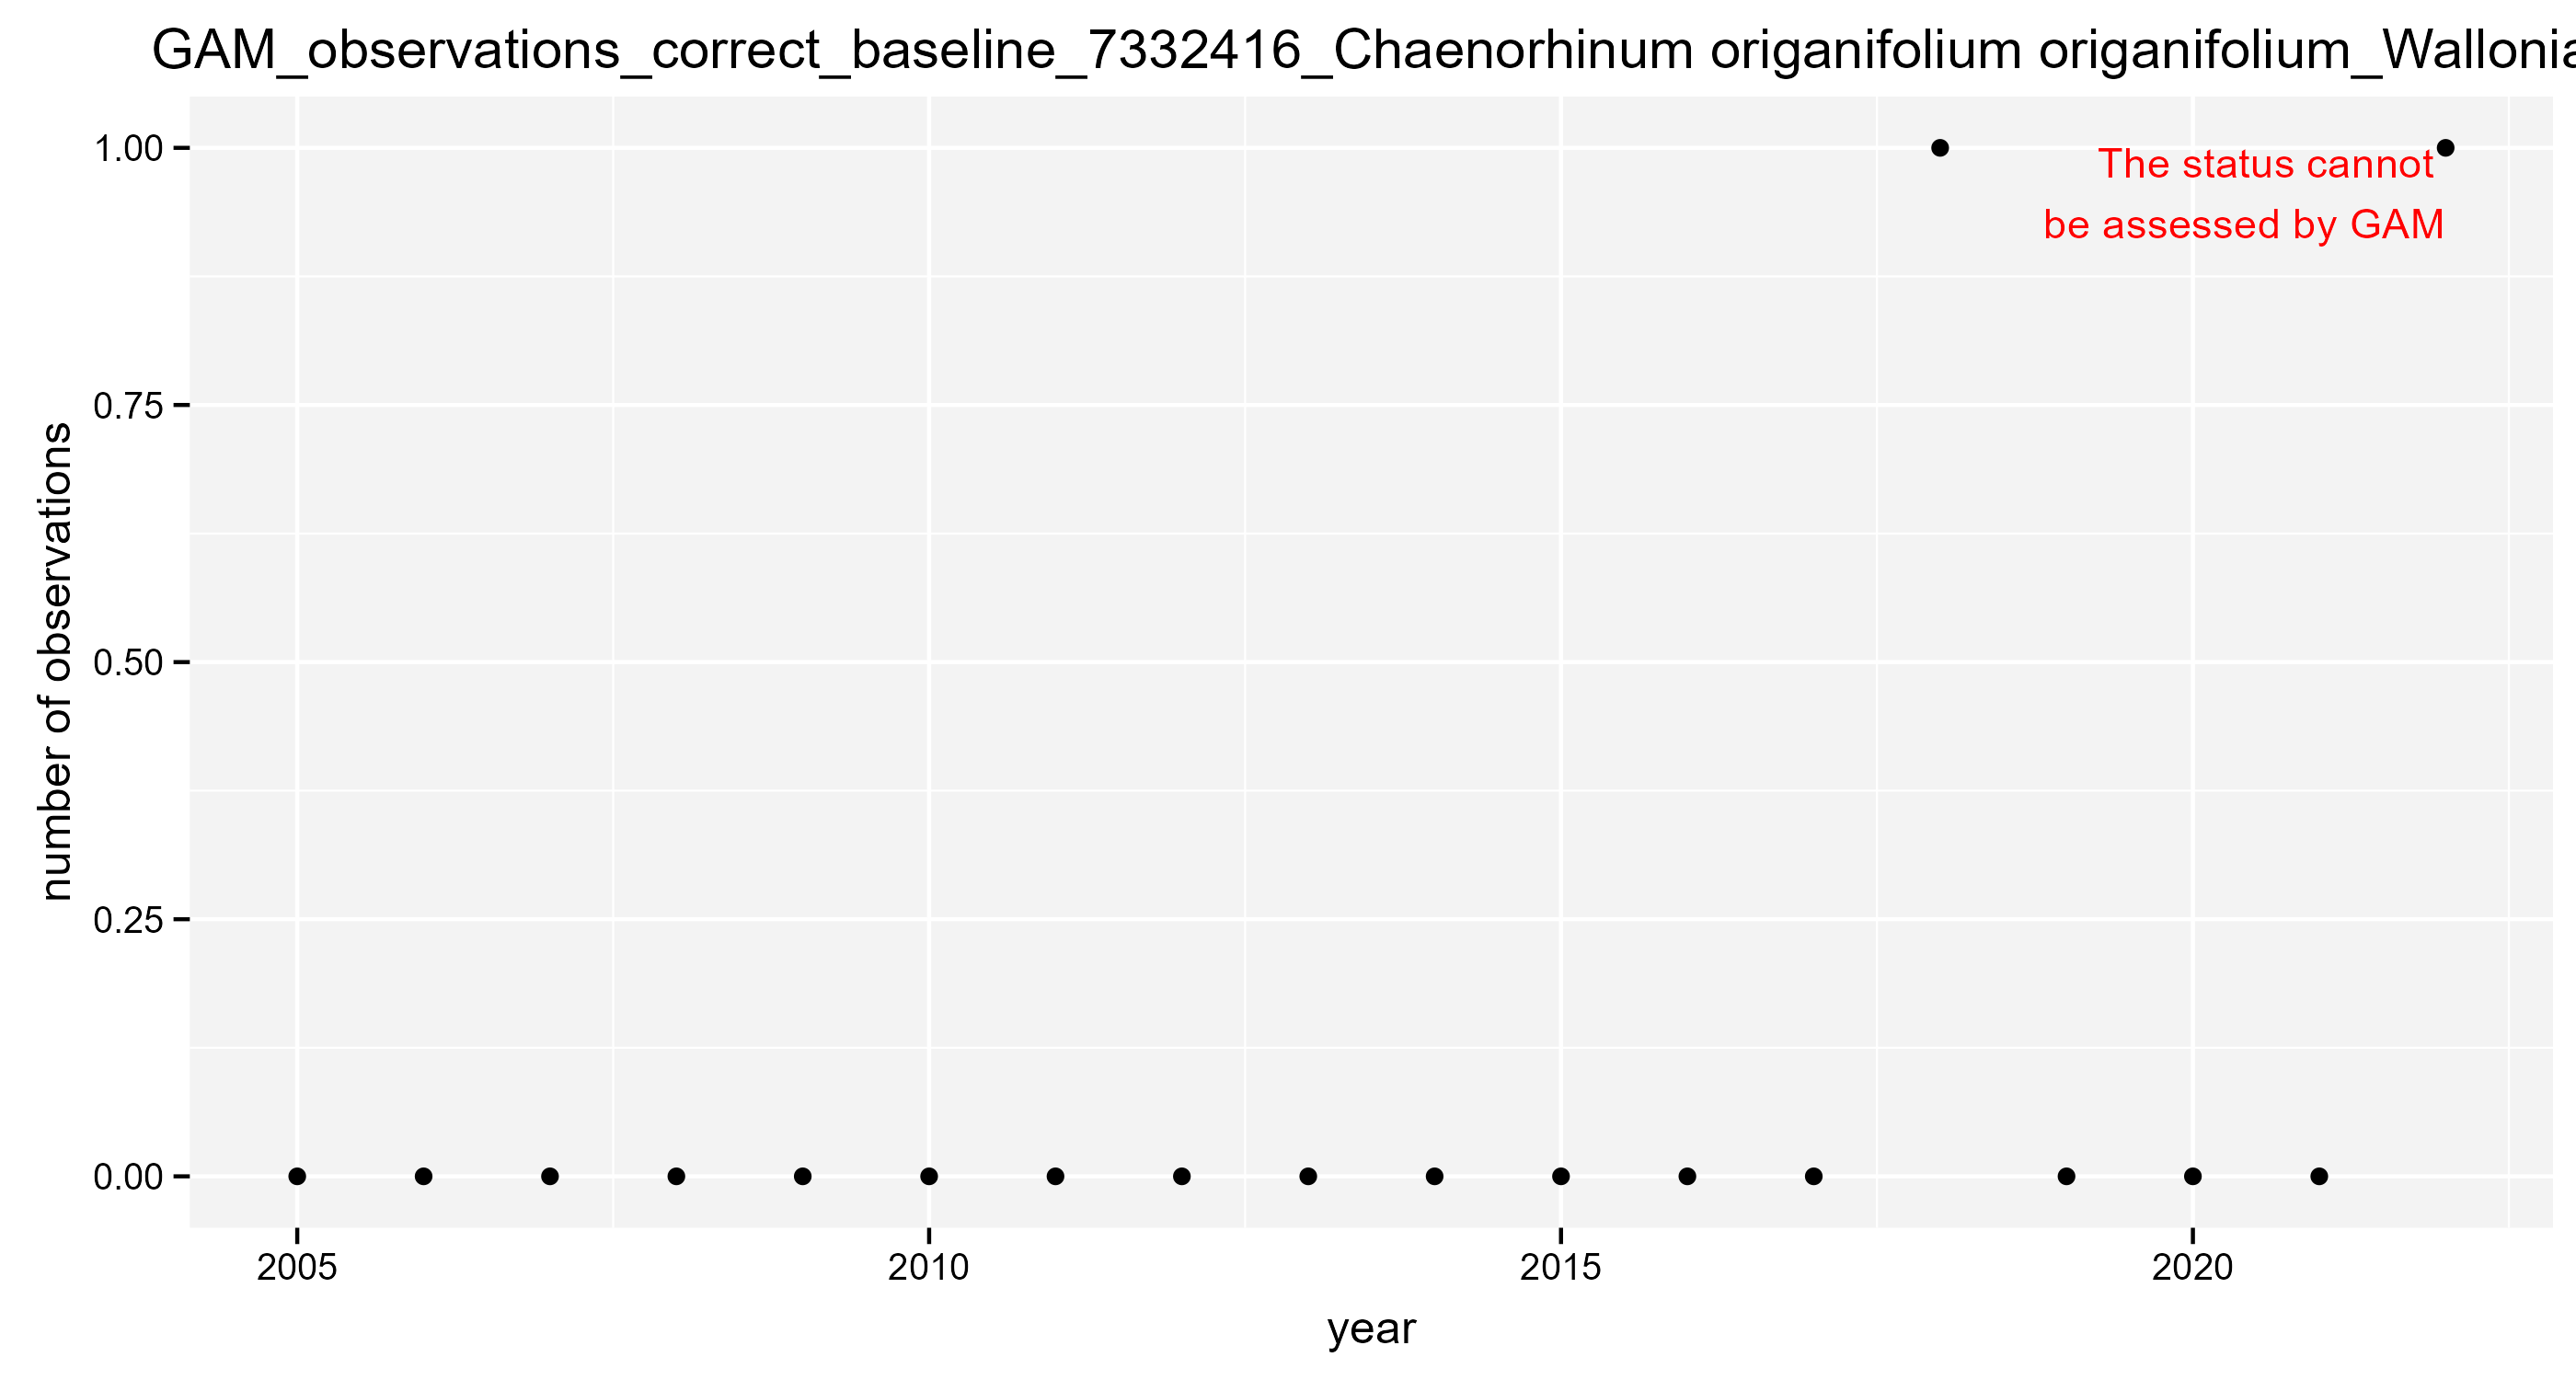 GAM_observations_correct_baseline_7332416_Chaenorhinum origanifolium origanifolium_Wallonia
1.00
The status cannot
be assessed by GAM
0.75
0.50
0.25
0.00
number of observations
2005
2010
2015
2020
year